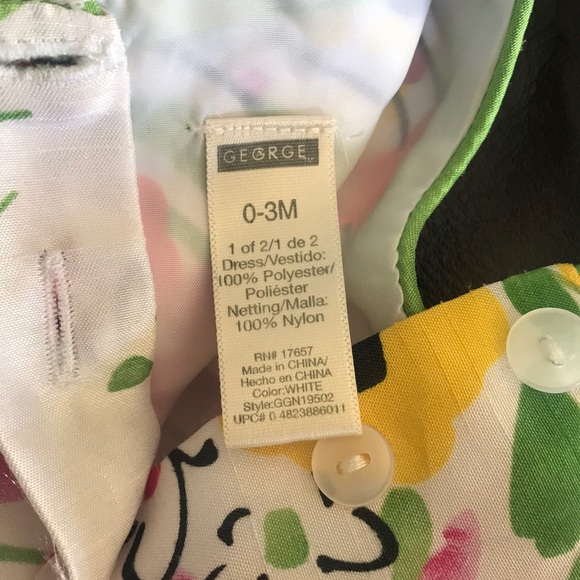 GEORGE
0-3M
1 of 2/1 de 2
Dress/Vestido:
100% Polyester/
Poliéster
Netting/Malla:
100% Nylon
RN# 17657
Made in CHINA/
Hecho en CHINA
Color:WHITE
Style:GGN19502
UPC# 0 4823886011